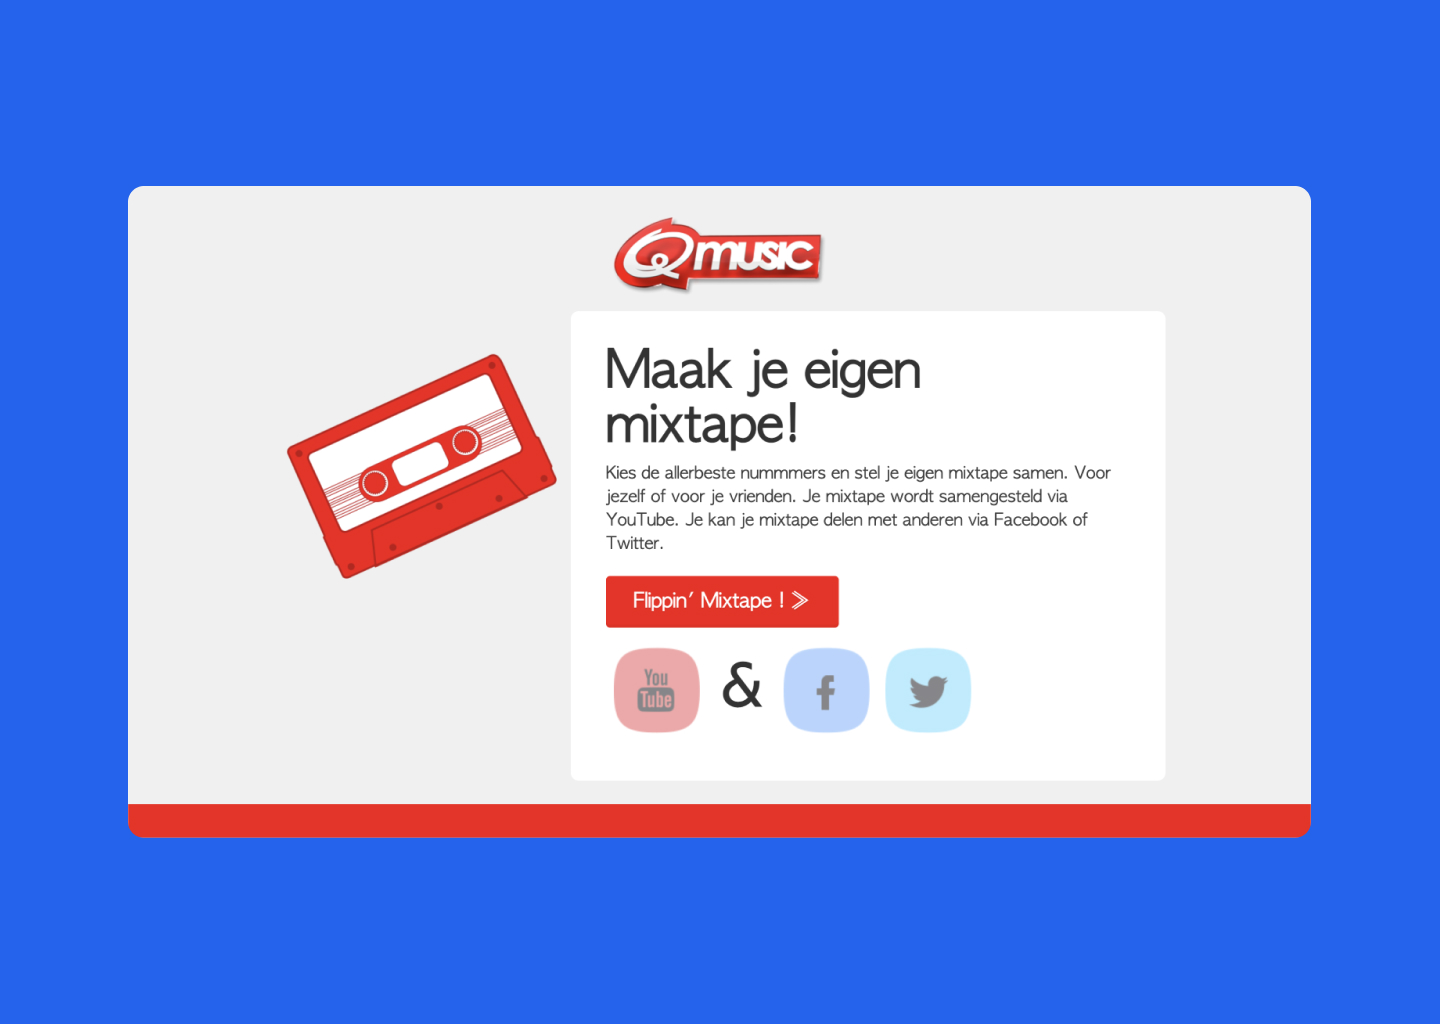 Qmusic
Maak je eigen
mixtape!
Kies de allerbeste nummmers en stel je eigen mixtape samen. Voor
jezelf of voor je vrienden. Je mixtape wordt samengesteld via
YouTube. Je kan je mixtape delen met anderen via Facebook of
Twitter.
Flippin' Mixtape ! »
You
Tube
&
f